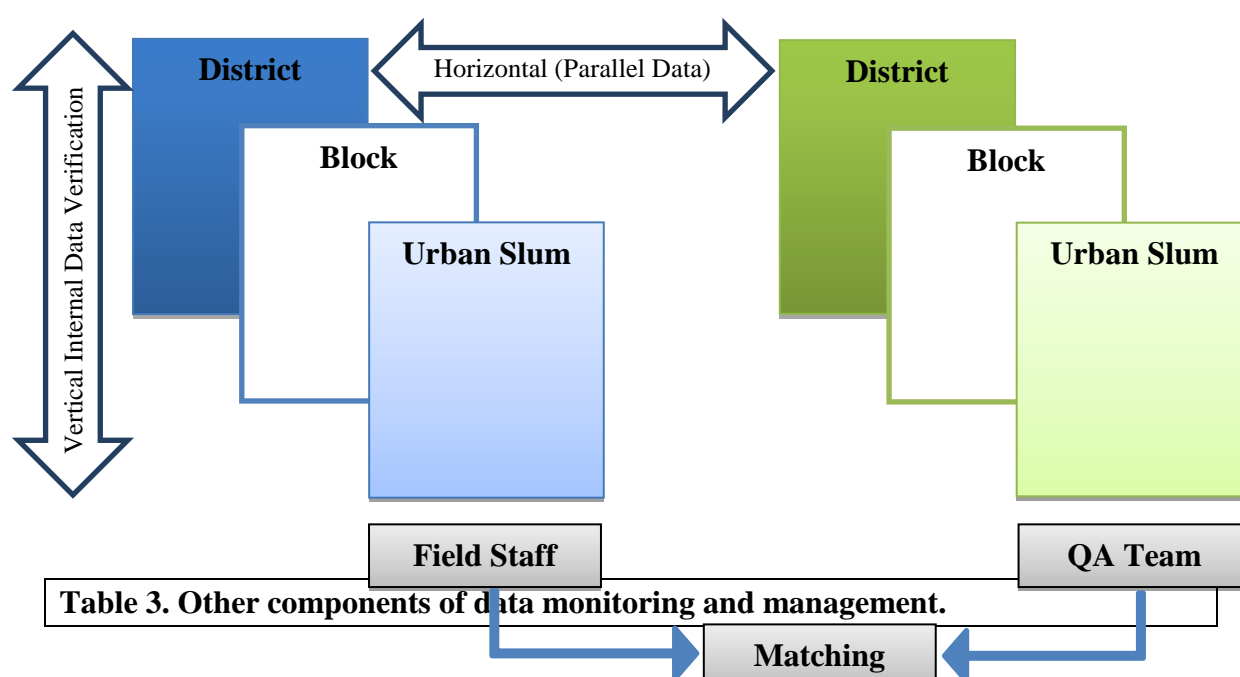 District
Horizontal (Parallel Data)
District
Vertical Internal Data Verification
Block
Block
Urban Slum
Urban Slum
Field Staff
QA Team
Table 3. Other components of data monitoring and management.
Matching